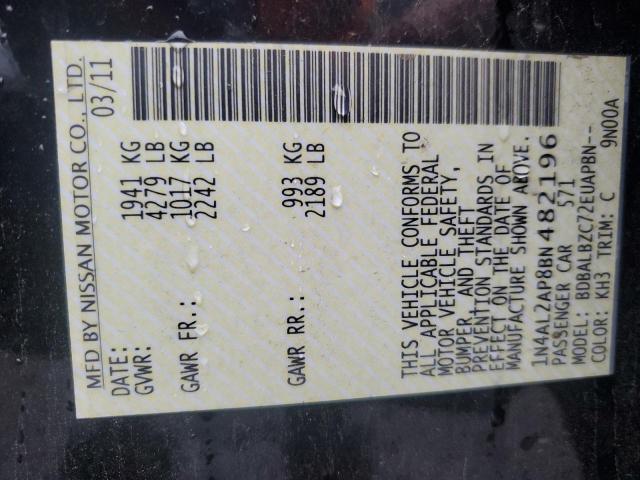 MFD BY NISSAN MOTOR CO., LTD.
DATE: 03/11
GVWR: 1941 KG
4279 LB
GAWR FR.: 1017 KG
2242 LB
GAWR RR.: 993 KG
2189 LB
THIS VEHICLE CONFORMS TO
ALL APPLICABLE FEDERAL
MOTOR VEHICLE SAFETY,
BUMPER, AND THEFT
PREVENTION STANDARDS IN
EFFECT ON THE DATE OF
MANUFACTURE SHOWN ABOVE.
1N4AL2AP8BN482196
PASSENGER CAR 571
MODEL: BDBALBZC72EUAPBN--
COLOR: KH3 TRIM: C 9N00A